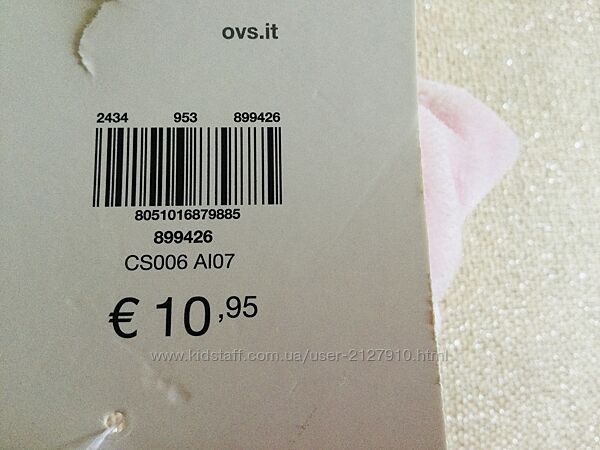 ovs.it
2434 953 899426
8051016879885
899426
CS006 AI07
€ 10,95
www.kidstaff.com.ua/user-2127910.html